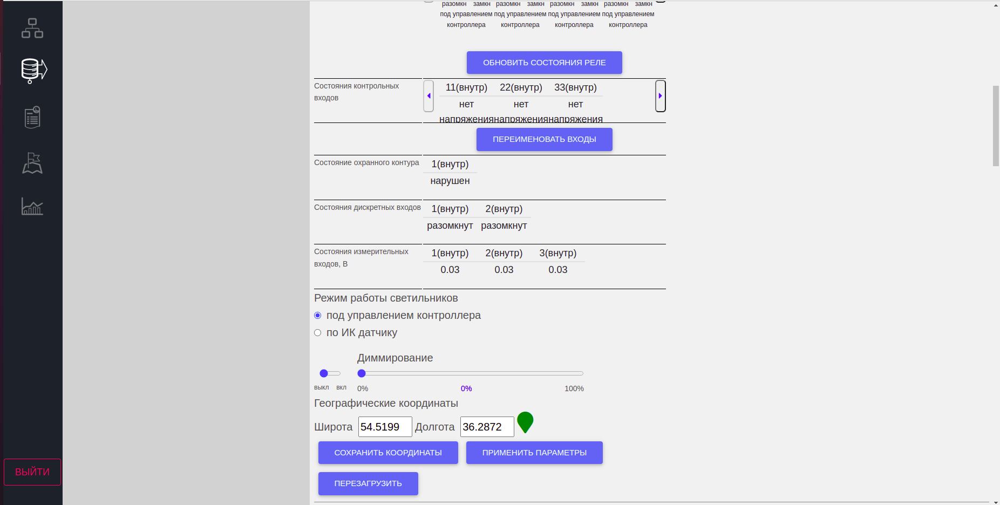 разомкн замкн разомкн замкн разомкн замкн разомкн замкн
под управлением под управлением под управлением под управлением
контроллера контроллера контроллера контроллера
ОБНОВИТЬ СОСТОЯНИЯ РЕЛЕ
Состояния контрольных
входов
11(внутр) 22(внутр) 33(внутр)
нет нет нет
напряжениянапряжениянапряжения
ПЕРЕИМЕНОВАТЬ ВХОДЫ
Состояние охранного контура
1(внутр)
нарушен
Состояния дискретных входов
1(внутр) 2(внутр)
разомкнут разомкнут
Состояния измерительных
входов, В
1(внутр) 2(внутр) 3(внутр)
0.03 0.03 0.03
Режим работы светильников
под управлением контроллера
по ИК датчику
Диммирование
выкл вкл 0% 0% 100%
Географические координаты
Широта 54.5199 Долгота 36.2872
СОХРАНИТЬ КООРДИНАТЫ ПРИМЕНИТЬ ПАРАМЕТРЫ
ПЕРЕЗАГРУЗИТЬ
ВЫЙТИ